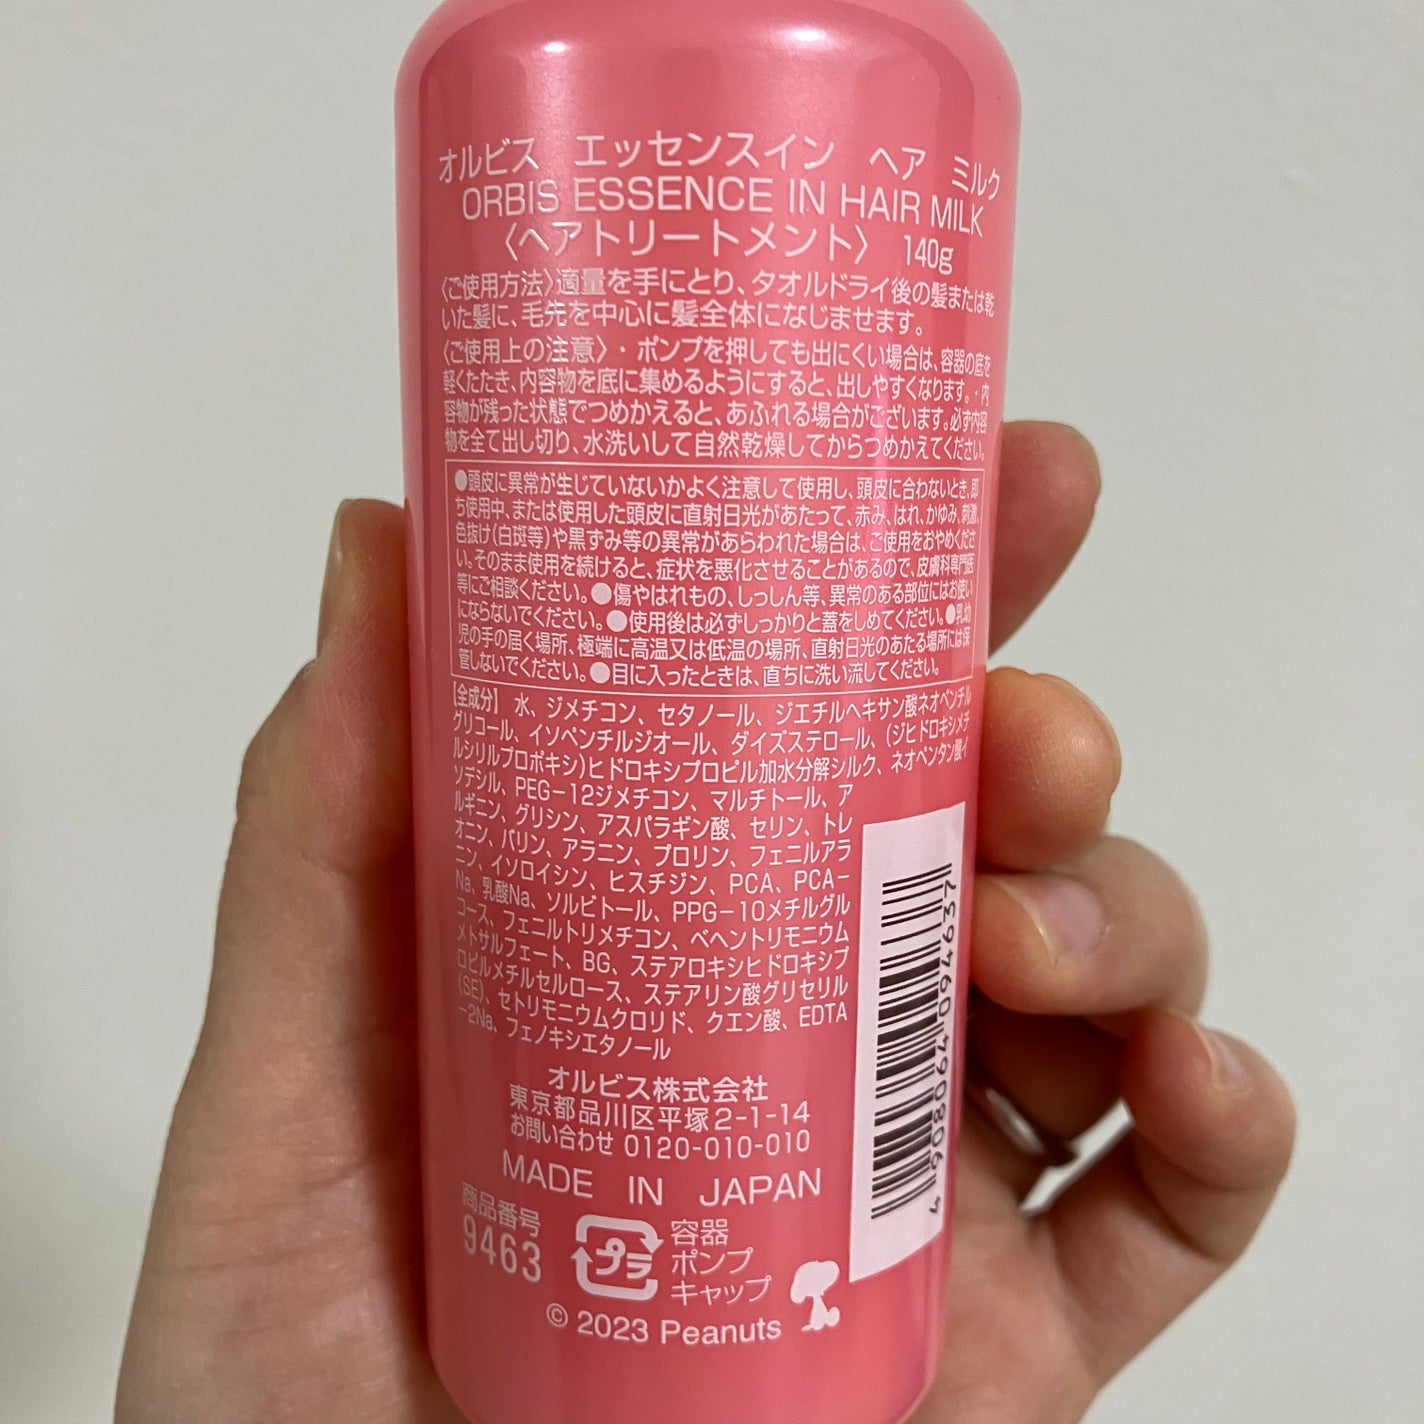 オルビス　エッセンスイン　ヘア　ミルク
ORBIS ESSENCE IN HAIR MILK
〈ヘアトリートメント〉 140g
〈ご使用方法〉適量を手にとり、タオルドライ後の髪または乾
いた髪に、毛先を中心に髪全体になじませます。
〈ご使用上の注意〉・ポンプを押しても出にくい場合は、容器の底を
軽くたたき、内容物を底に集めるようにすると、出しやすくなります。・内
容物が残った状態でつめかえると、あふれる場合がございます。必ず内容
物を全て出し切り、水洗いして自然乾燥してからつめかえてください。
●頭皮に異常が生じていないかよく注意して使用し、頭皮に合わないとき、即
ち使用中、または使用した頭皮に直射日光があたって、赤み、はれ、かゆみ、刺激、
色抜け(白斑等)や黒ずみ等の異常があらわれた場合は、ご使用をおやめくださ
い。そのまま使用を続けると、症状を悪化させることがあるので、皮膚科専門医
等にご相談ください。●傷やはれもの、しっしん等、異常のある部位にはお使い
にならないでください。●使用後は必ずしっかりと蓋をしめてください。●乳幼
児の手の届く場所、極端に高温又は低温の場所、直射日光のあたる場所には保
管しないでください。●目に入ったときは、直ちに洗い流してください。
【全成分】 水、ジメチコン、セタノール、ジエチルヘキサン酸ネオペンチル
グリコール、イソペンチルジオール、ダイズステロール、(ジヒドロキシメチ
ルシリルプロポキシ)ヒドロキシプロピル加水分解シルク、ネオペンタン酸イ
ソデシル、PEG-12ジメチコン、マルチトール、ア
ルギニン、グリシン、アスパラギン酸、セリン、トレ
オニン、バリン、アラニン、プロリン、フェニルアラ
ニン、イソロイシン、ヒスチジン、PCA、PCA-
Na、乳酸Na、ソルビトール、PPG-10メチルグル
コース、フェニルトリメチコン、ベヘントリモニウム
メトサルフェート、BG、ステアロキシヒドロキシプ
ロピルメチルセルロース、ステアリン酸グリセリル
(SE)、セトリモニウムクロリド、クエン酸、EDTA
-2Na、フェノキシエタノール
オルビス株式会社
東京都品川区平塚2-1-14
お問い合わせ 0120-010-010
MADE IN JAPAN
商品番号
9463
プラ
容器
ポンプ
キャップ
© 2023 Peanuts
4908094094637